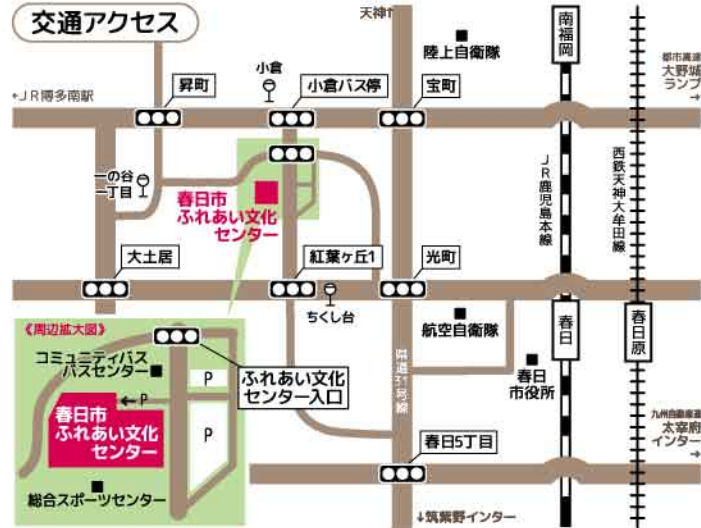 交通アクセス
天神↑
陸上自衛隊
南福岡
都市高速
大野城
ランプ
→
小倉
昇町
小倉バス停
宝町
←JR博多南駅
一の谷
一丁目
春日市
ふれあい文化
センター
JR鹿児島本線
西鉄天神大牟田線
大土居
紅葉ヶ丘1
光町
ちくし台
航空自衛隊
春日
春日原
県道31号線
春日
市役所
《周辺拡大図》
コミュニティバス
バスセンター
P
ふれあい文化
センター入口
←P
P
春日市
ふれあい文化
センター
総合スポーツセンター
春日5丁目
九州自動車道
太宰府
インター
→
↓筑紫野インター